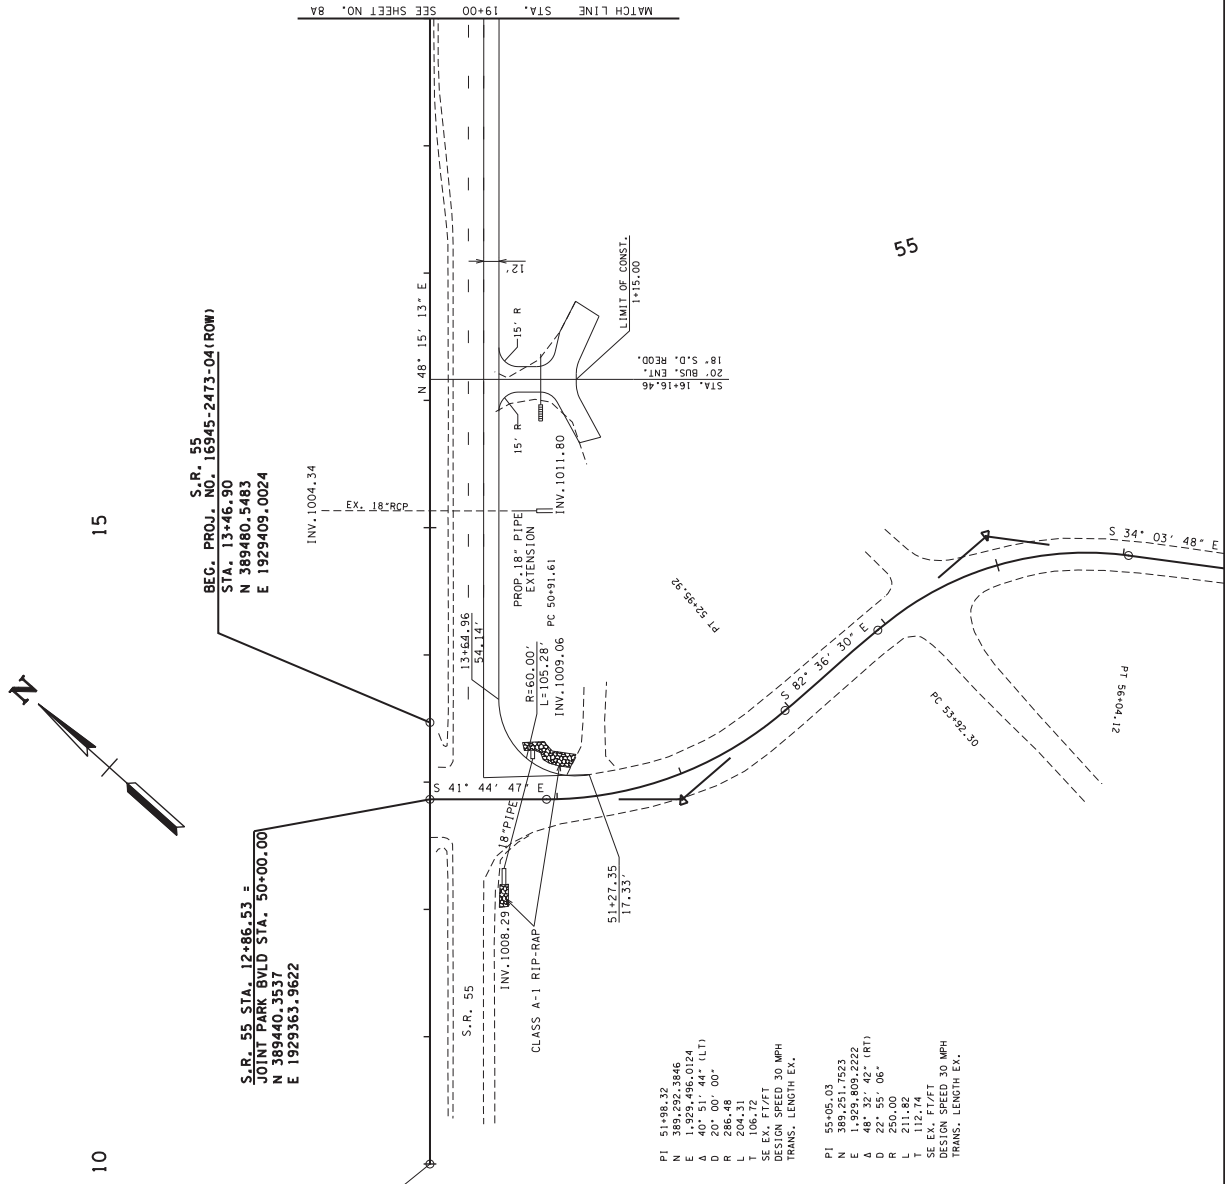 MATCH LINE STA. 19+00 SEE SHEET NO. 8A
10
15
55
N
S.R. 55 STA. 12+86.53 =
JOINT PARK BVLD STA. 50+00.00
N 389440.3537
E 1929363.9622
S.R. 55
BEG. PROJ. NO. 16945-2473-04(ROW)
STA. 13+46.90
N 389480.5483
E 1929409.0024
INV.1004.34
EX. 18"RCP
N 48° 15' 13" E
12'
15' R
15' R
LIMIT OF CONST.
1+15.00
STA. 16+16.46
20' BUS. ENT.
18" S.D. REQD.
INV.1011.80
PROP.18" PIPE
EXTENSION
PC 50+91.61
13+64.96
54.14'
R=60.00'
L=105.28'
INV.1009.06
S 41° 44' 47" E
18"PIPE
INV.1008.29
CLASS A-1 RIP-RAP
S.R. 55
51+27.35
17.33'
PT 52+95.92
S 82° 36' 30" E
PC 53+92.30
S 34° 03' 48" E
PT 56+04.12
PI 51+98.32
N 389,292.3846
E 1,929,496.0124
Δ 40° 51' 44" (LT)
D 20° 00' 00"
R 286.48
L 204.31
T 106.72
SE EX. FT/FT
DESIGN SPEED 30 MPH
TRANS. LENGTH EX.
PI 55+05.03
N 389,251.7523
E 1,929,809.2222
Δ 48° 32' 42" (RT)
D 22° 55' 06"
R 250.00
L 211.82
T 112.74
SE EX. FT/FT
DESIGN SPEED 30 MPH
TRANS. LENGTH EX.